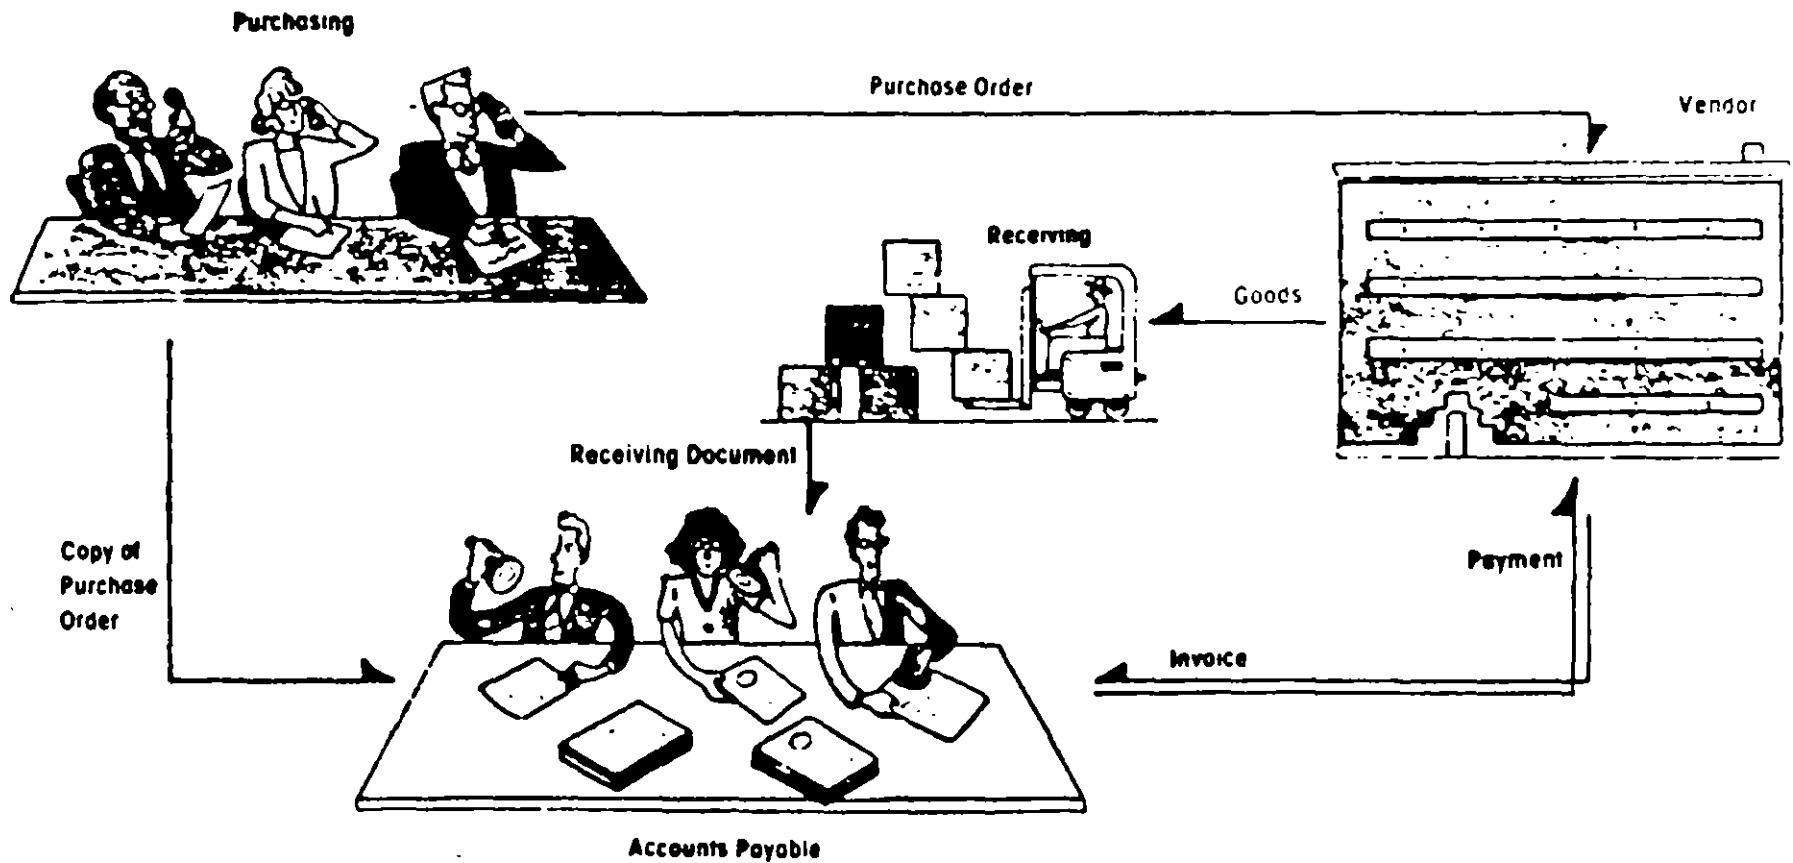 Purchasing
Purchase Order
Vendor
Receiving
Goods
Receiving Document
Copy of
Purchase
Order
Payment
Invoice
Accounts Payable